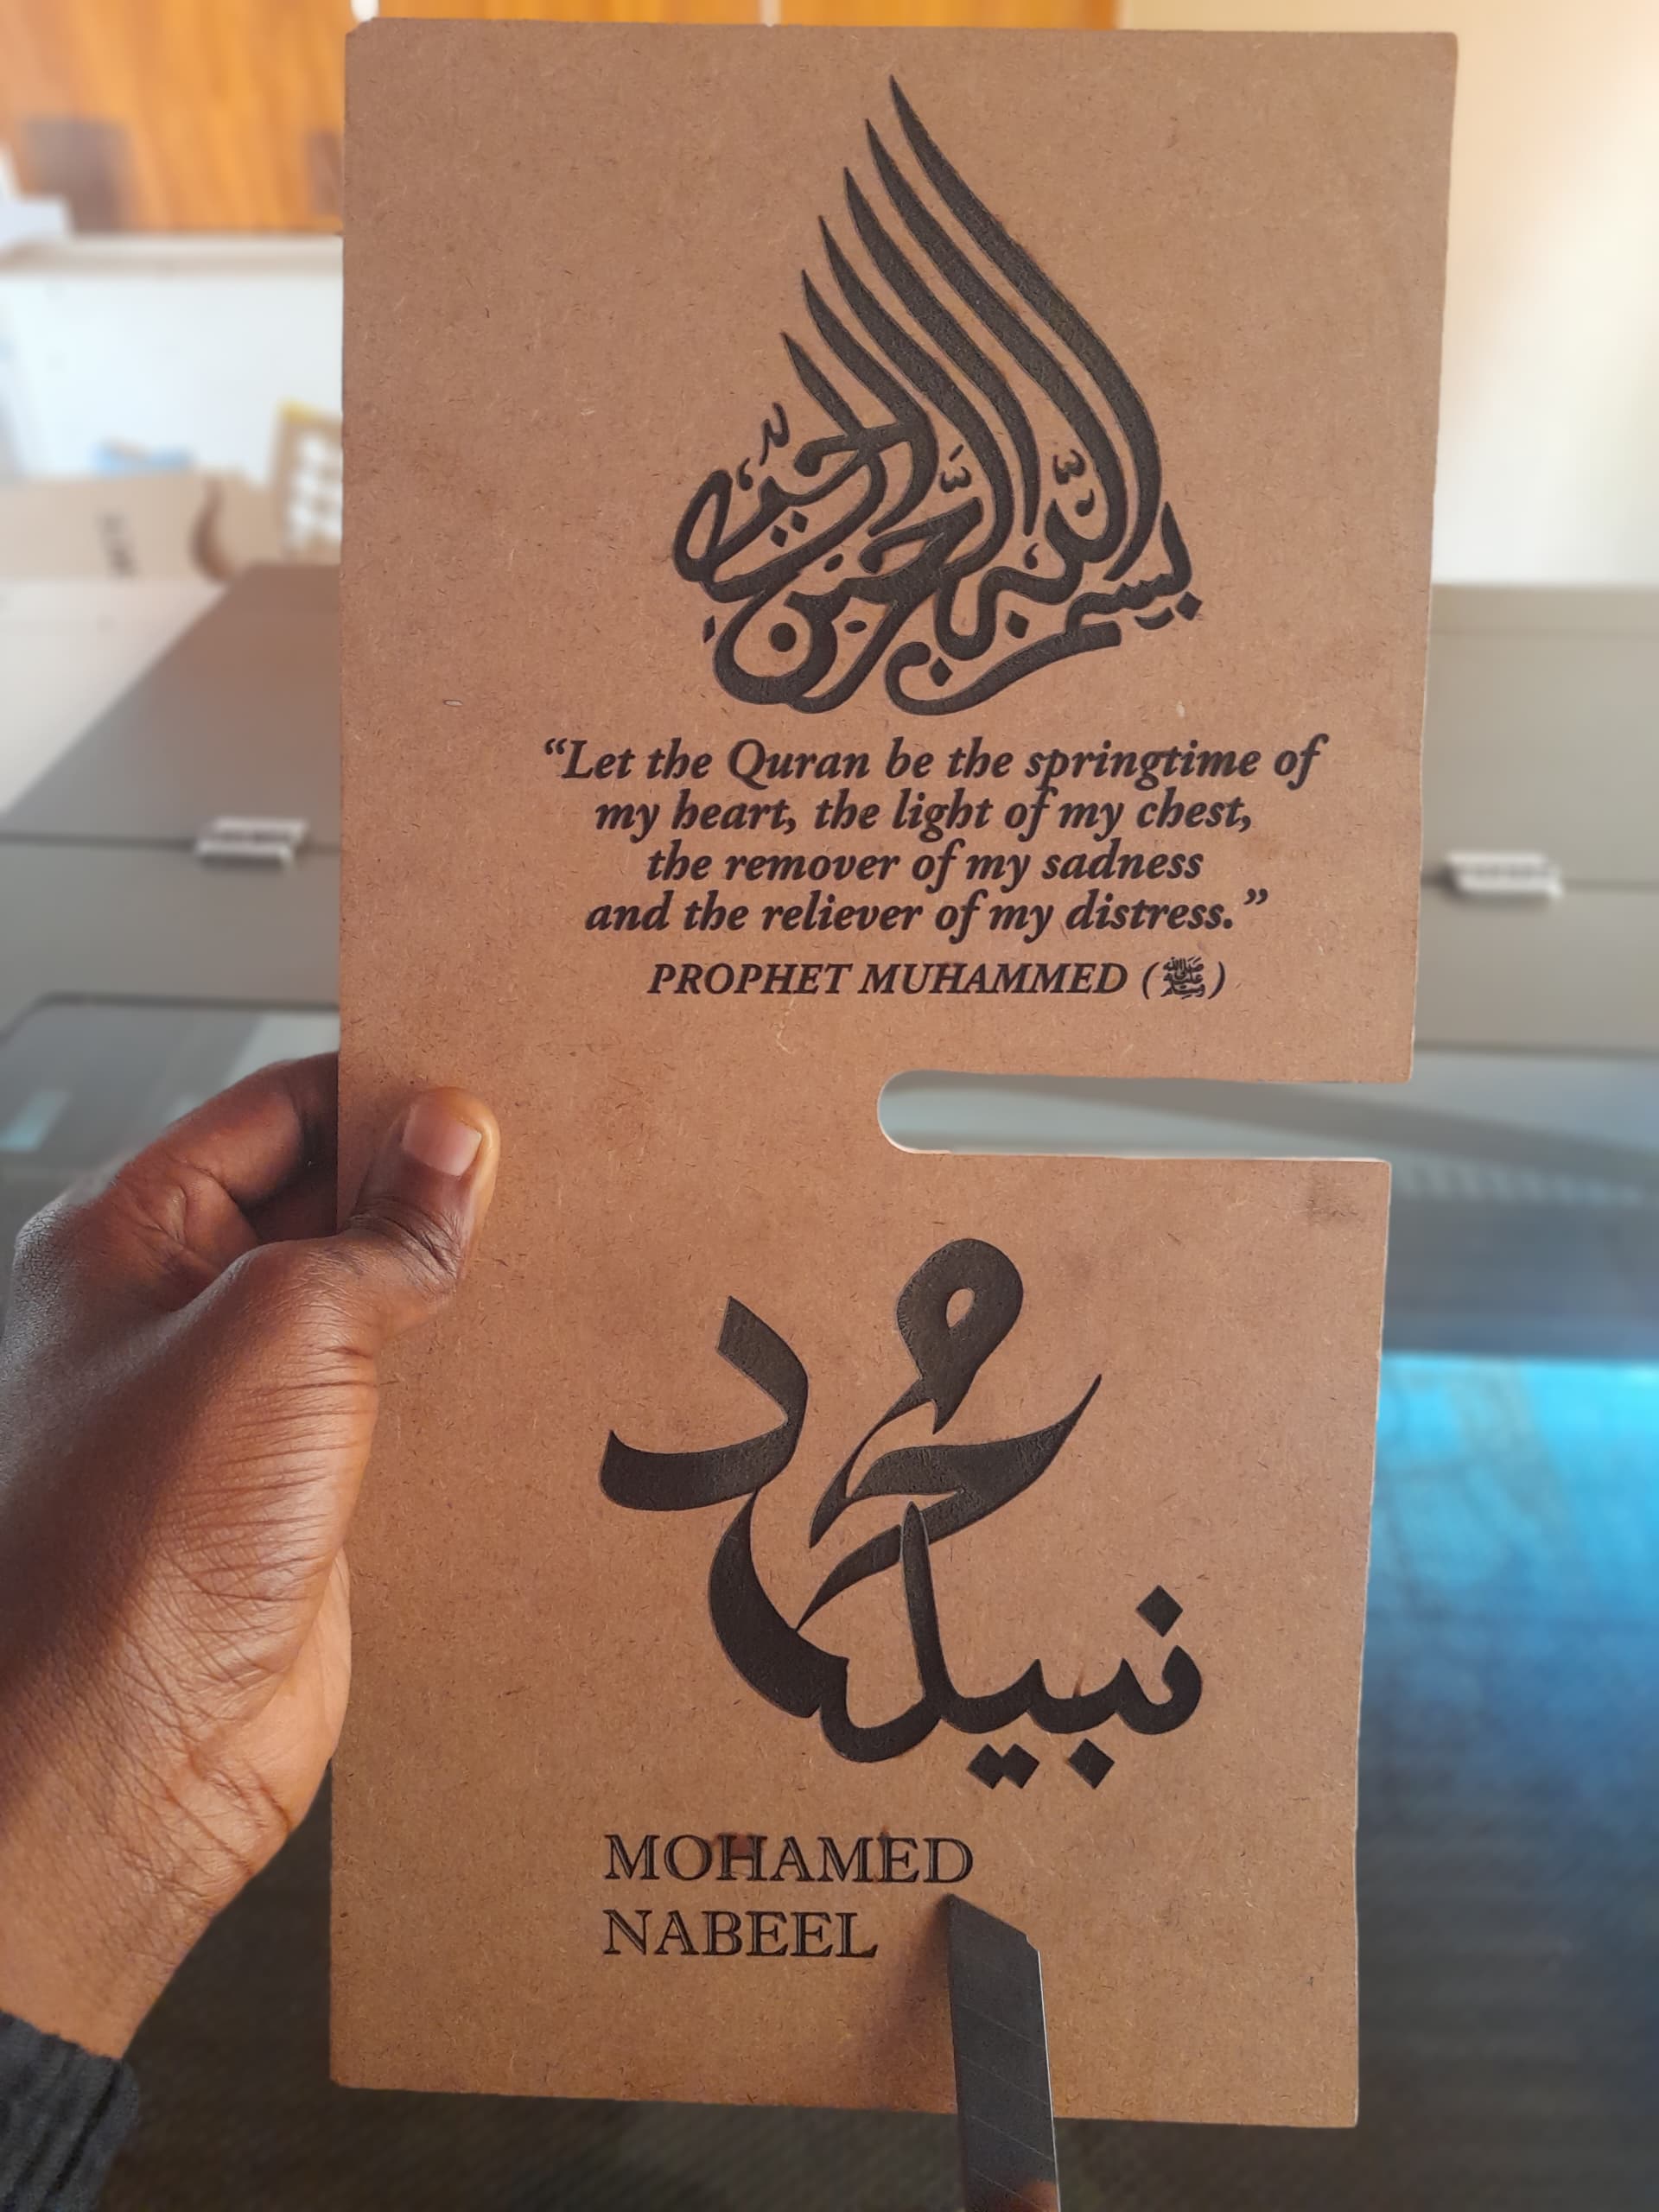 بسم الله الرحمن الرحيم
“Let the Quran be the springtime of
my heart, the light of my chest,
the remover of my sadness
and the reliever of my distress.”
PROPHET MUHAMMED (ﷺ)
محمد
نبيل
MOHAMED
NABEEL